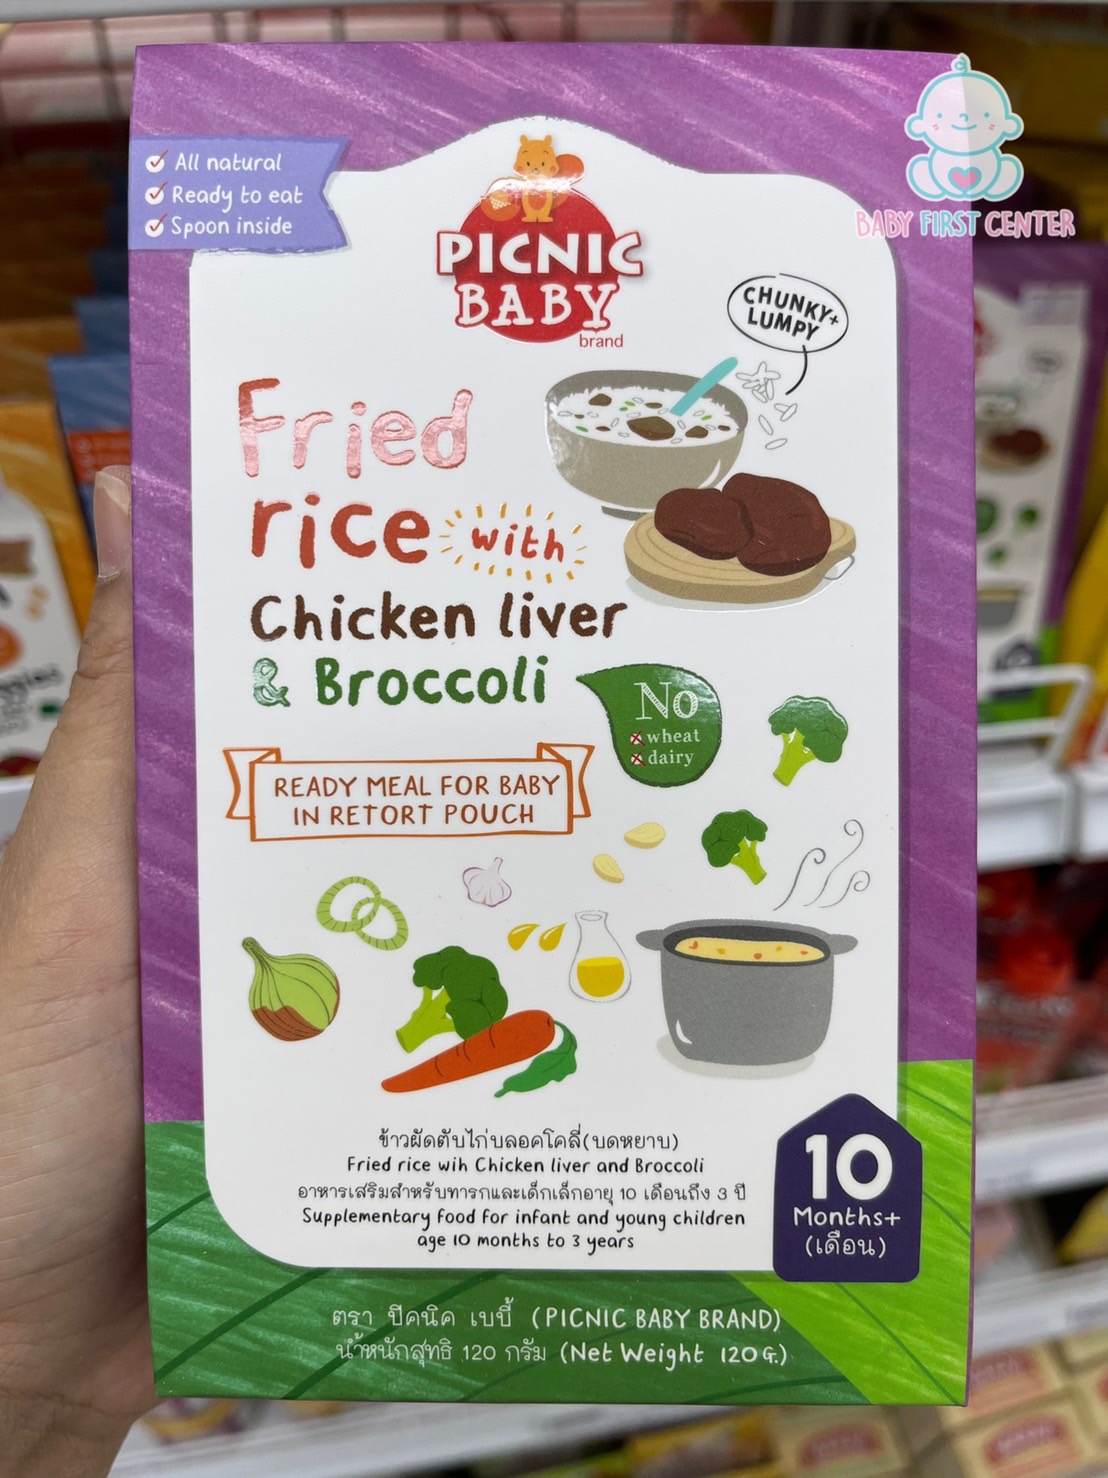 All natural
Ready to eat
Spoon inside
BABY FIRST CENTER
PICNIC
BABY
brand
CHUNKY+
LUMPY
Fried
rice with
Chicken liver
& Broccoli
No
wheat
dairy
READY MEAL FOR BABY
IN RETORT POUCH
ข้าวผัดตับไก่บลอคโคลี่(บดหยาบ)
Fried rice wih Chicken liver and Broccoli
อาหารเสริมสำหรับทารกและเด็กเล็กอายุ 10 เดือนถึง 3 ปี
Supplementary food for infant and young children
age 10 months to 3 years
10
Months+
(เดือน)
ตรา ปิคนิค เบบี้ (PICNIC BABY BRAND)
น้ำหนักสุทธิ 120 กรัม (Net Weight 120 G.)